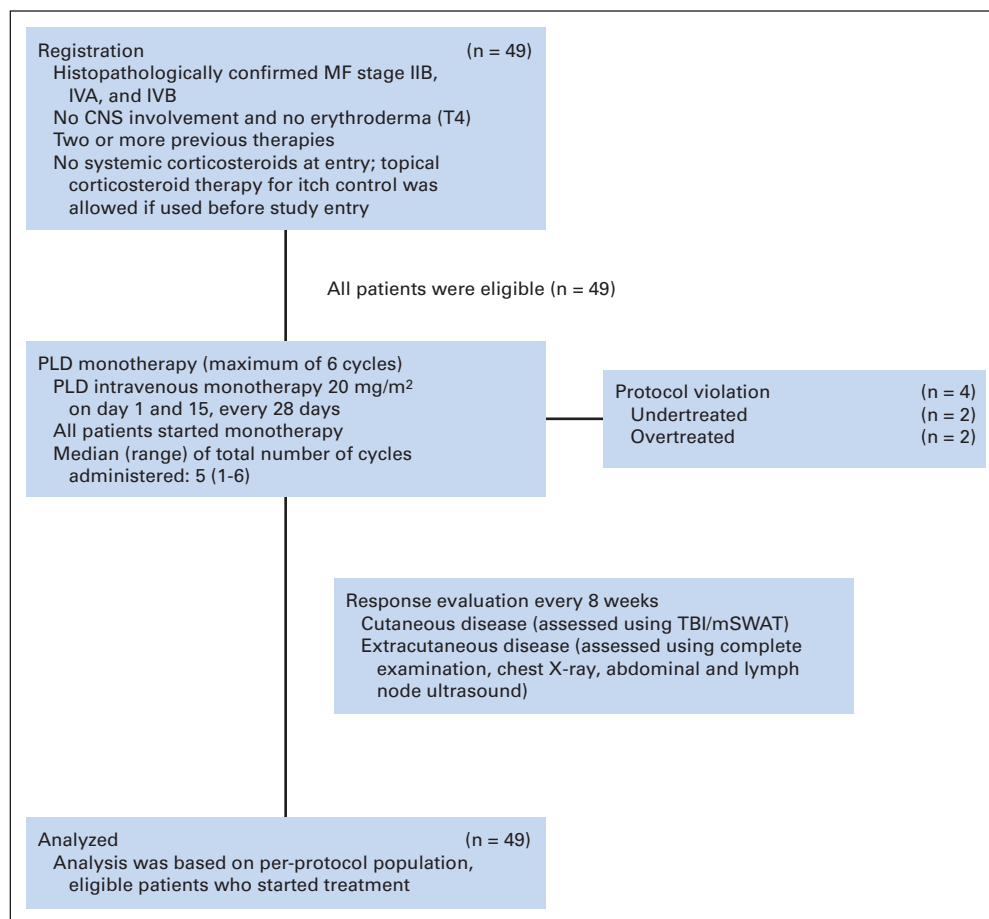 Registration (n = 49)
Histopathologically confirmed MF stage IIB,
IVA, and IVB
No CNS involvement and no erythroderma (T4)
Two or more previous therapies
No systemic corticosteroids at entry; topical
corticosteroid therapy for itch control was
allowed if used before study entry
All patients were eligible (n = 49)
PLD monotherapy (maximum of 6 cycles)
PLD intravenous monotherapy 20 mg/m²
on day 1 and 15, every 28 days
All patients started monotherapy
Median (range) of total number of cycles
administered: 5 (1-6)
Protocol violation (n = 4)
Undertreated (n = 2)
Overtreated (n = 2)
Response evaluation every 8 weeks
Cutaneous disease (assessed using TBI/mSWAT)
Extracutaneous disease (assessed using complete
examination, chest X-ray, abdominal and lymph
node ultrasound)
Analyzed (n = 49)
Analysis was based on per-protocol population,
eligible patients who started treatment